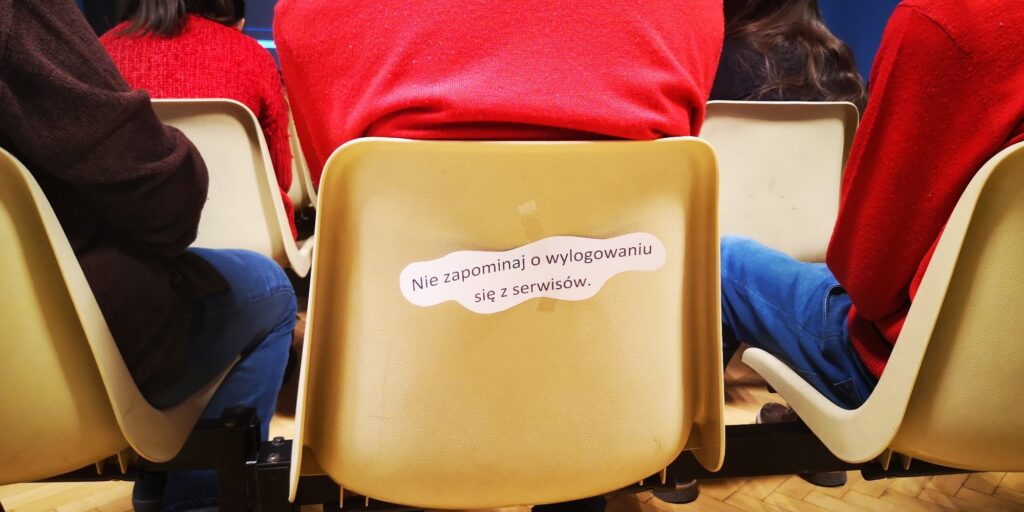 Nie zapominaj o wylogowaniu
się z serwisów.